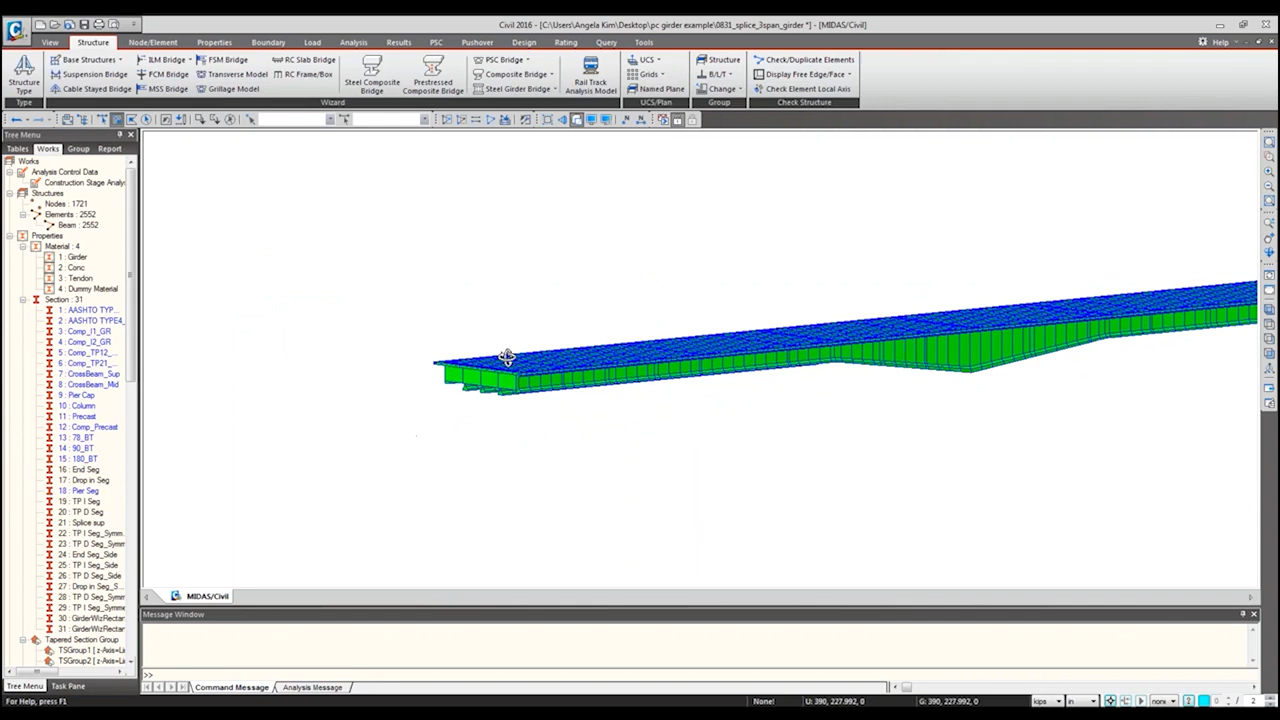 Civil 2016 - [C:\Users\Angela Kim\Desktop\pc girder example\0831_splice_3span_girder *] - [MIDAS/Civil]
View Structure Node/Element Properties Boundary Load Analysis Results PSC Pushover Design Rating Query Tools Help
Structure Type
Type
Base Structures
Suspension Bridge
Cable Stayed Bridge
ILM Bridge
FCM Bridge
MSS Bridge
FSM Bridge
Transverse Model
Grillage Model
RC Slab Bridge
RC Frame/Box
Steel Composite Bridge
Prestressed Composite Bridge
PSC Bridge
Composite Bridge
Steel Girder Bridge
Rail Track Analysis Model
Wizard
UCS
Grids
Named Plane
UCS/Plan
Structure
B/L/T
Change
Group
Check/Duplicate Elements
Display Free Edge/Face
Check Element Local Axis
Check Structure
Tree Menu
Tables Works Group Report
Works
Analysis Control Data
Construction Stage Analy
Structures
Nodes : 1721
Elements : 2552
Beam : 2552
Properties
Material : 4
1 : Girder
2 : Conc
3 : Tendon
4 : Dummy Material
Section : 31
1 : AASHTO TYP...
2 : AASHTO TYPE4_
3 : Comp_I1_GR
4 : Comp_I2_GR
5 : Comp_TP12_...
6 : Comp_TP21_...
7 : CrossBeam_Sup
8 : CrossBeam_Mid
9 : Pier Cap
10 : Column
11 : Precast
12 : Comp_Precast
13 : 78_BT
14 : 90_BT
15 : 180_BT
16 : End Seg
17 : Drop in Seg
18 : Pier Seg
19 : TP I Seg
20 : TP D Seg
21 : Splice sup
22 : TP I Seg_Symm
23 : TP D Seg_Symm
24 : End Seg_Side
25 : TP I Seg_Side
26 : TP D Seg_Side
27 : Drop in Seg_S...
28 : TP D Seg_Symm
29 : TP I Seg_Symme
30 : GirderWizRectar
31 : GirderWizRectar
Tapered Section Group
TSGroup1 [ z-Axis=Li
TSGroup2 [ z-Axis=Li
Tree Menu Task Pane
MIDAS/Civil
Message Window
>>
Command Message Analysis Message
For Help, press F1
None! U: 390, 227.992, 0 G: 390, 227.992, 0 kips in none ? 0 / 2